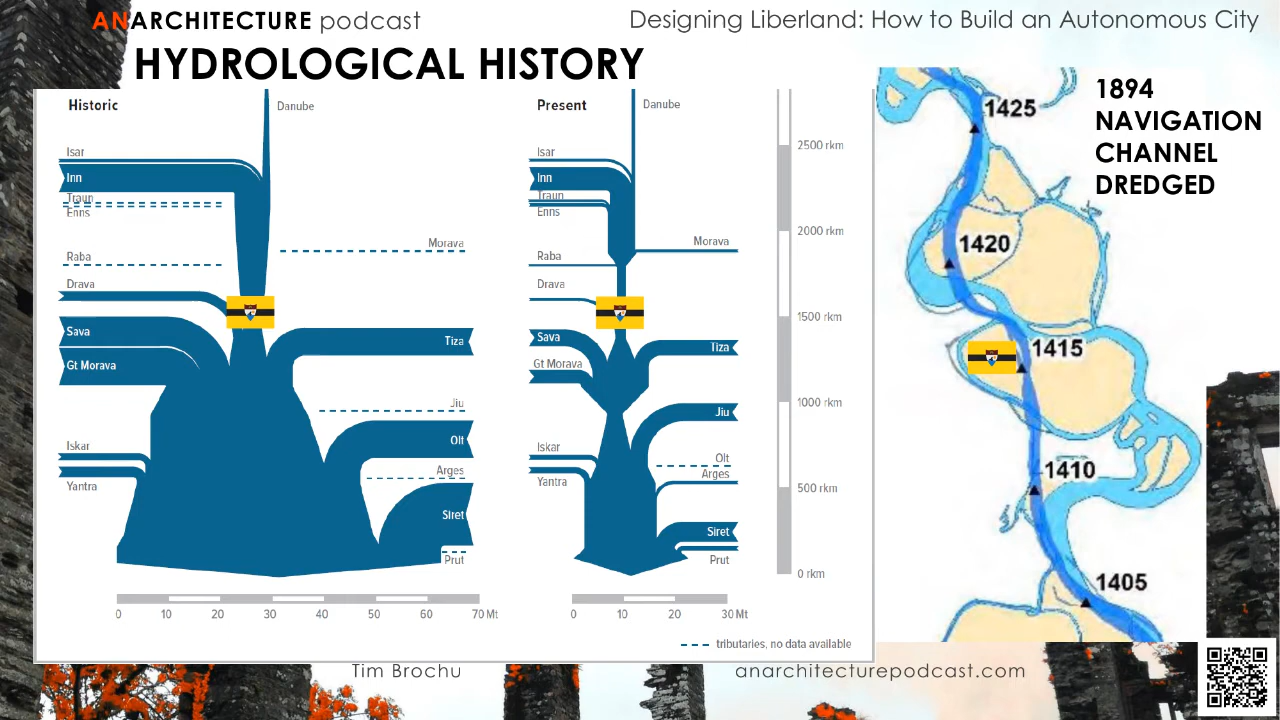 ANARCHITECTURE podcast
Designing Liberland: How to Build an Autonomous City
HYDROLOGICAL HISTORY
Historic
Danube
Isar
Inn
Traun
Enns
Morava
Raba
Drava
Sava
Tiza
Gt Morava
Jiu
Olt
Iskar
Arges
Yantra
Siret
Prut
0 10 20 30 40 50 60 70 Mt
Present
Danube
Isar
Inn
Traun
Enns
Morava
Raba
Drava
Sava
Tiza
Gt Morava
Jiu
Iskar
Olt
Arges
Yantra
Siret
Prut
0 10 20 30 Mt
2500 rkm
2000 rkm
1500 rkm
1000 rkm
500 rkm
0 rkm
tributaries, no data available
1894
NAVIGATION
CHANNEL
DREDGED
1425
1420
1415
1410
1405
Tim Brochu
anarchitecturepodcast.com